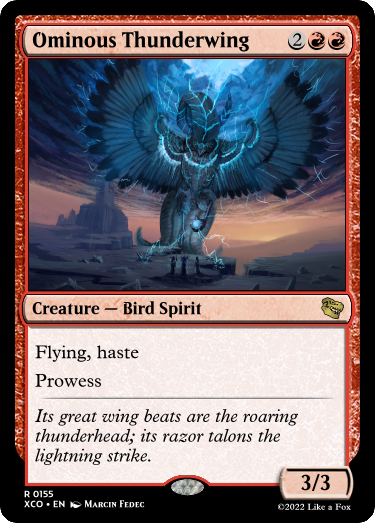 Ominous Thunderwing 2
Creature — Bird Spirit
Flying, haste
Prowess
Its great wing beats are the roaring
thunderhead; its razor talons the
lightning strike.
3/3
R 0155
XCO • EN Marcin Fedec
©2022 Like a Fox